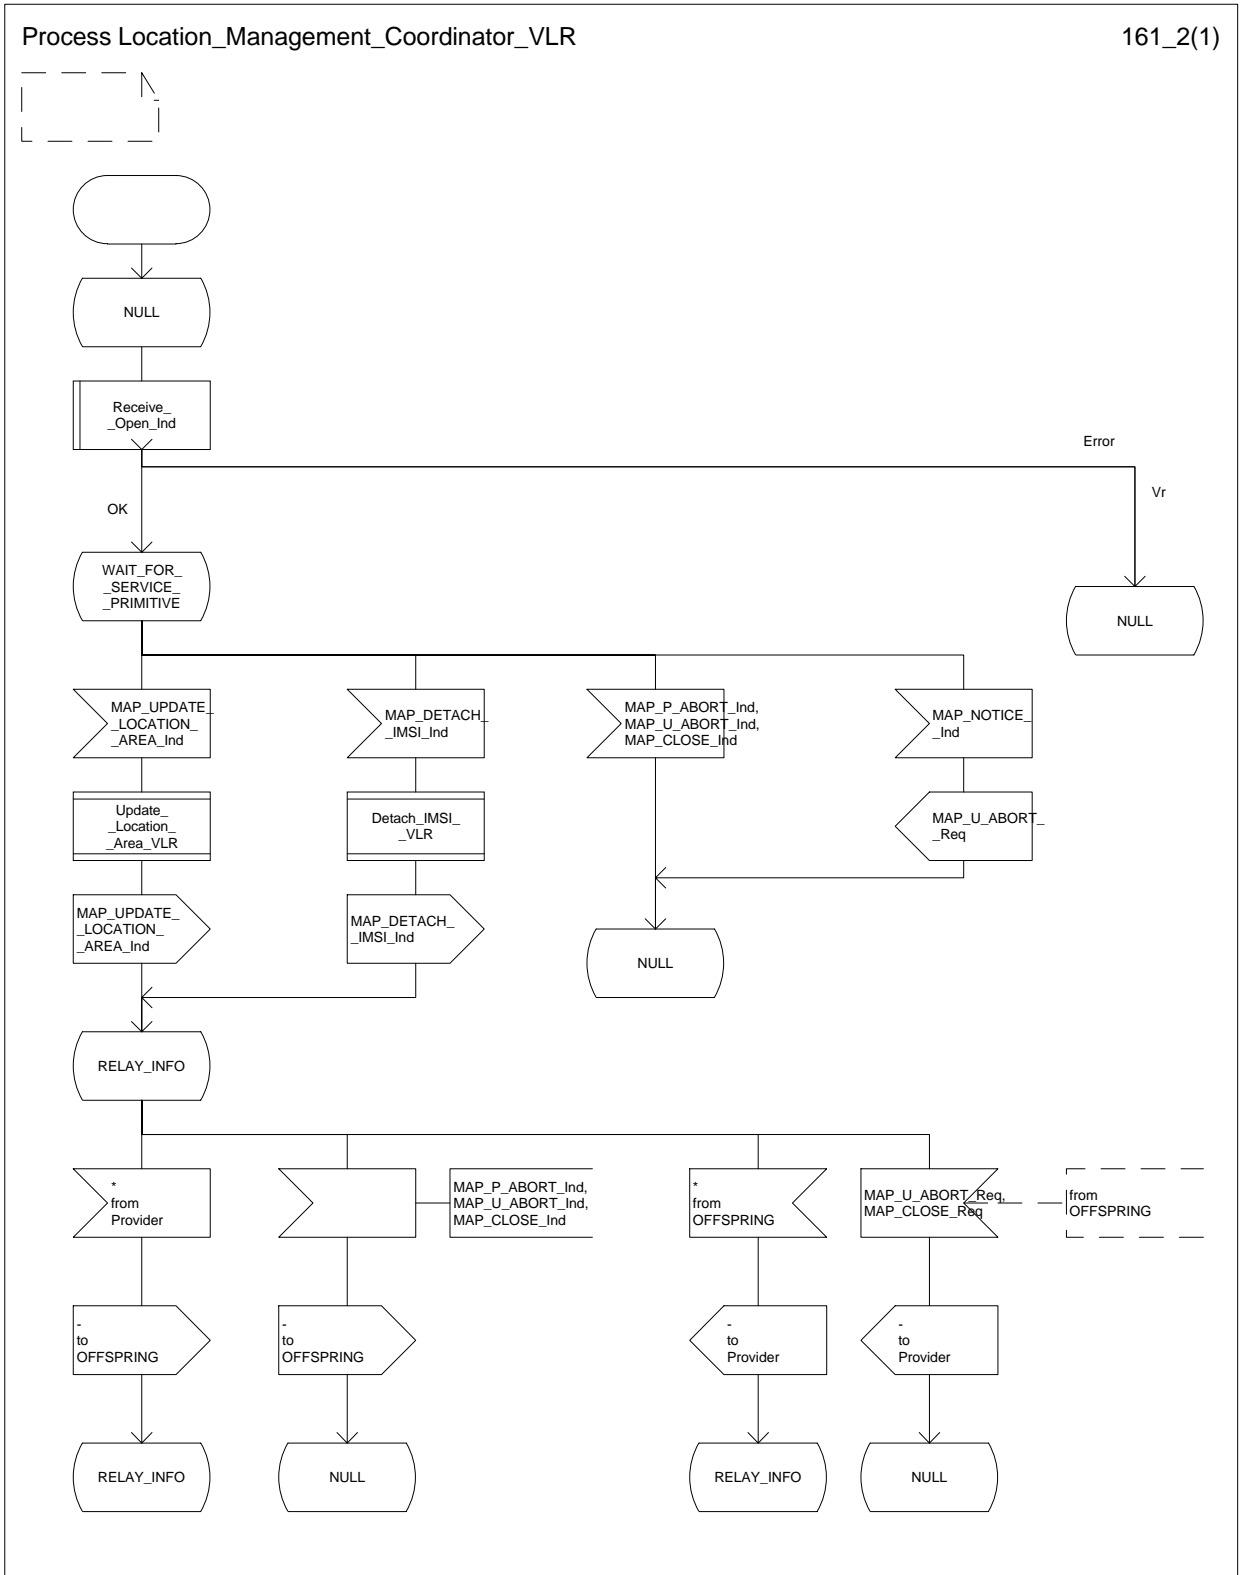 Process Location_Management_Coordinator_VLR
161_2(1)
NULL
Receive_
_Open_Ind
Error
Vr
OK
WAIT_FOR_
_SERVICE_
_PRIMITIVE
NULL
MAP_UPDATE_
_LOCATION_
_AREA_Ind
MAP_DETACH_
_IMSI_Ind
MAP_P_ABORT_Ind,
MAP_U_ABORT_Ind,
MAP_CLOSE_Ind
MAP_NOTICE_
_Ind
Update_
_Location_
_Area_VLR
Detach_IMSI_
_VLR
MAP_U_ABORT_
_Req
MAP_UPDATE_
_LOCATION_
_AREA_Ind
MAP_DETACH_
_IMSI_Ind
NULL
RELAY_INFO
*
from
Provider
MAP_P_ABORT_Ind,
MAP_U_ABORT_Ind,
MAP_CLOSE_Ind
*
from
OFFSPRING
MAP_U_ABORT_Req,
MAP_CLOSE_Req
from
OFFSPRING
-
to
OFFSPRING
-
to
OFFSPRING
-
to
Provider
-
to
Provider
RELAY_INFO
NULL
RELAY_INFO
NULL